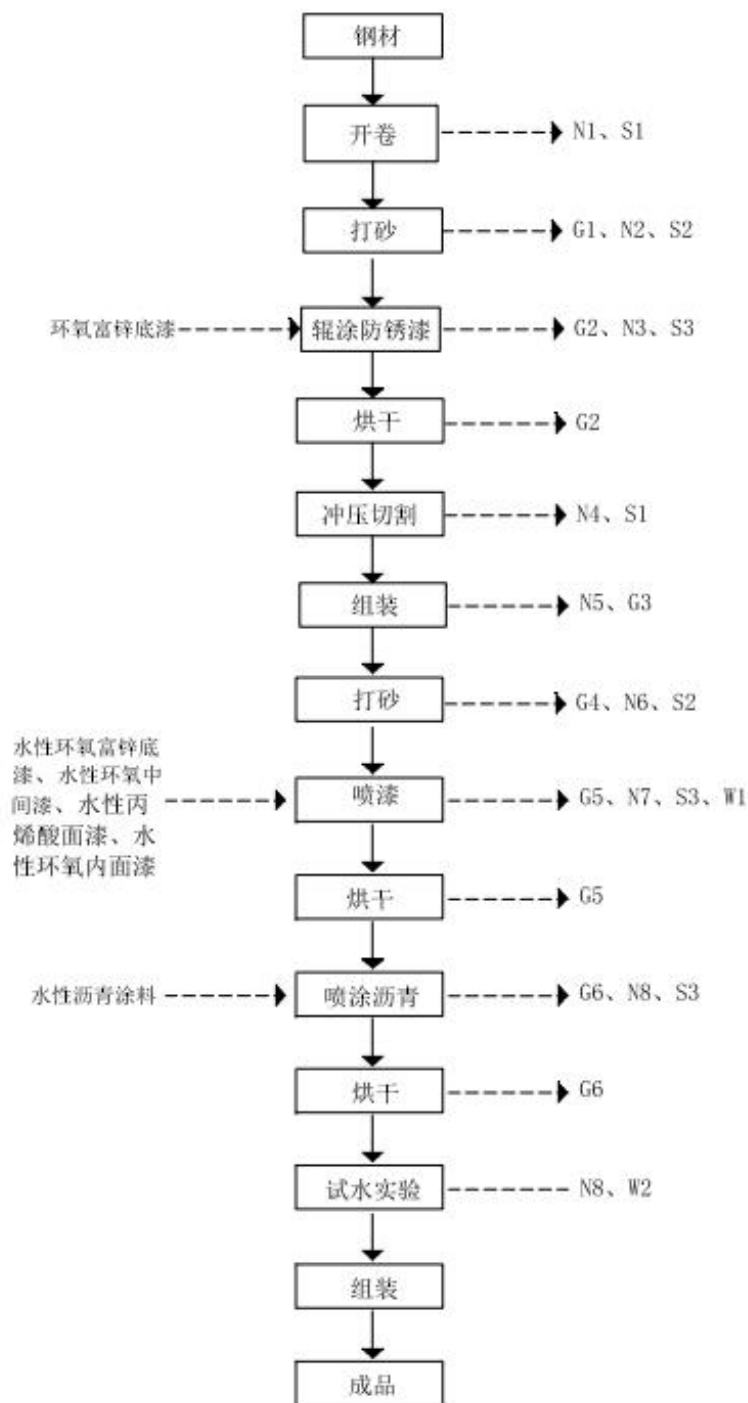 钢材
开卷
N1、S1
打砂
G1、N2、S2
环氧富锌底漆
辊涂防锈漆
G2、N3、S3
烘干
G2
冲压切割
N4、S1
组装
N5、G3
打砂
G4、N6、S2
水性环氧富锌底
漆、水性环氧中
间漆、水性丙
烯酸面漆、水
性环氧内面漆
喷漆
G5、N7、S3、W1
烘干
G5
水性沥青涂料
喷涂沥青
G6、N8、S3
烘干
G6
试水实验
N8、W2
组装
成品